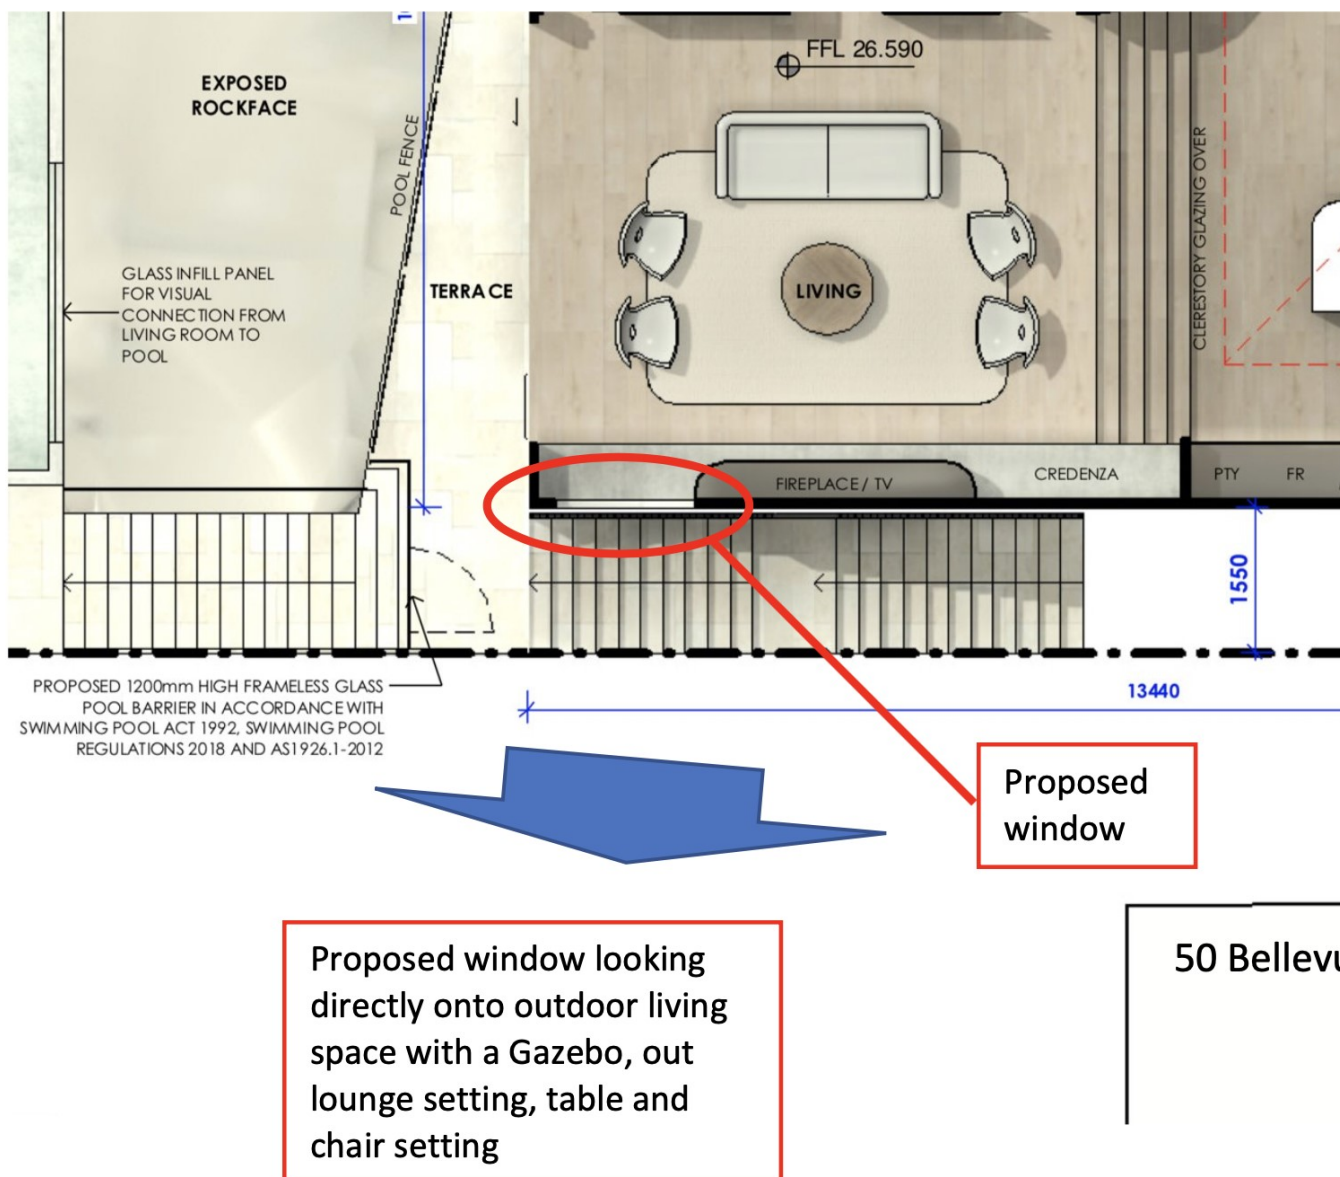 FFL 26.590
EXPOSED
ROCKFACE
POOL FENCE
CLERESTORY GLAZING OVER
GLASS INFILL PANEL
FOR VISUAL
CONNECTION FROM
LIVING ROOM TO
POOL
TERRACE
LIVING
FIREPLACE / TV
CREDENZA
PTY
FR
1550
13440
PROPOSED 1200mm HIGH FRAMELESS GLASS
POOL BARRIER IN ACCORDANCE WITH
SWIMMING POOL ACT 1992, SWIMMING POOL
REGULATIONS 2018 AND AS1926.1-2012
Proposed
window
50 Bellevu
Proposed window looking
directly onto outdoor living
space with a Gazebo, out
lounge setting, table and
chair setting